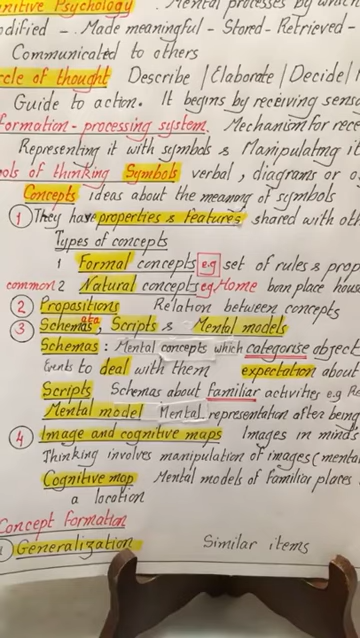 nitive Psychology . Mental processes by which
odified - . Made meaningful - Stored - Retrieved -
Communicated to others
rcle of thought Describe / Elaborate / Decide /
Guide to action. It begins by receiving sens
formation - processing system. Mechanism for rec
Representing it with symbols & Manipulating it
ols of thinking Symbols verbal, diagrams or o
Concepts ideas about the meaning of symbols
① They have properties & features shared with oth
Types of concepts
1 Formal concepts e.g set of rules & prop
common 2 Natural concepts eg, Home born place hous
② Propositions Relation between concepts
③ Schemas, Scripts & Mental models
Schemas : Mental concepts which categorise object
Events to deal with them expectation about
Scripts Schemas about familiar activities e.g Re
Mental model Mental representation after being
④ Image and cognitive maps Images in minds
Thinking involves manipulation of images (mental
Cognitive map Mental models of familiar places
a location
Concept formation
Generalization Similar items